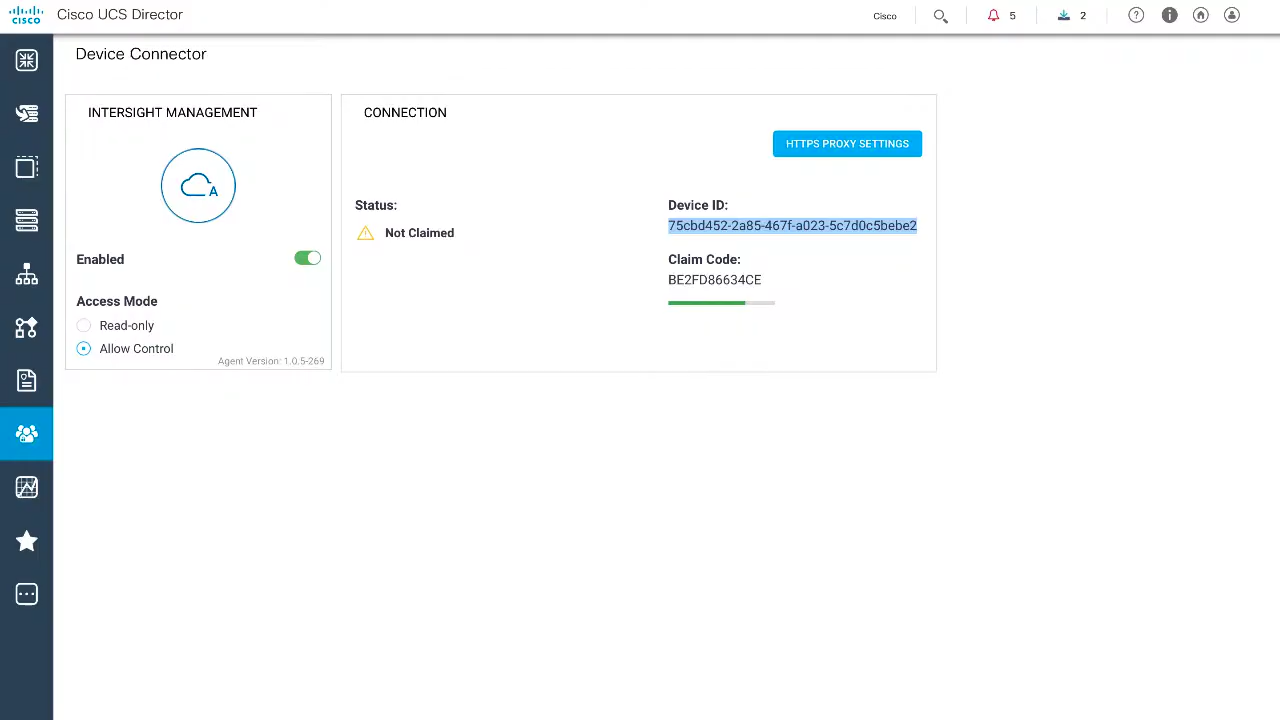 cisco
Cisco UCS Director
Cisco
5
2
Device Connector
INTERSIGHT MANAGEMENT
A
Enabled
Access Mode
Read-only
Allow Control
Agent Version: 1.0.5-269
CONNECTION
HTTPS PROXY SETTINGS
Status:
Not Claimed
Device ID:
75cbd452-2a85-467f-a023-5c7d0c5bebe2
Claim Code:
BE2FD86634CE